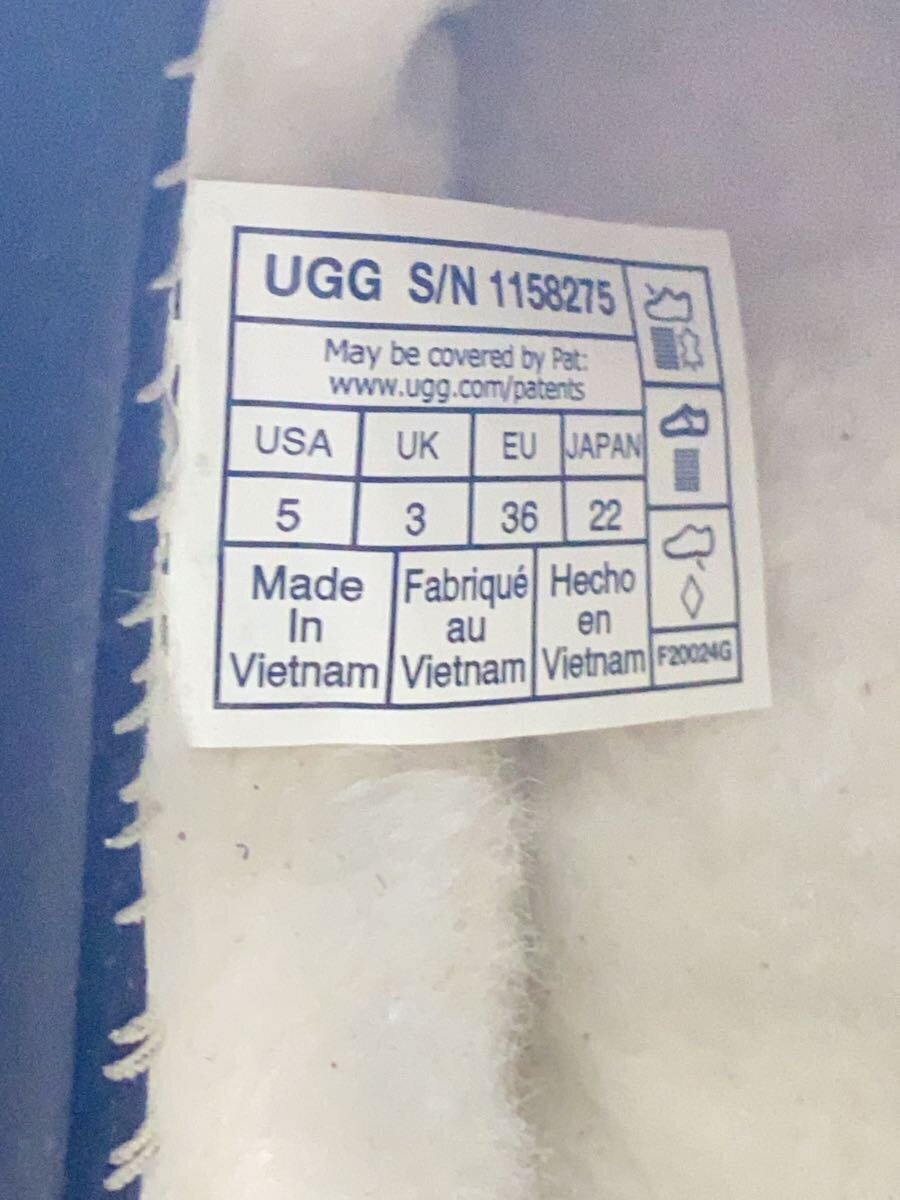 UGG S/N 1158275
May be covered by Pat:
www.ugg.com/patents
USA UK EU JAPAN
5 3 36 22
Made In Vietnam
Fabriqué au Vietnam
Hecho en Vietnam
F20024G